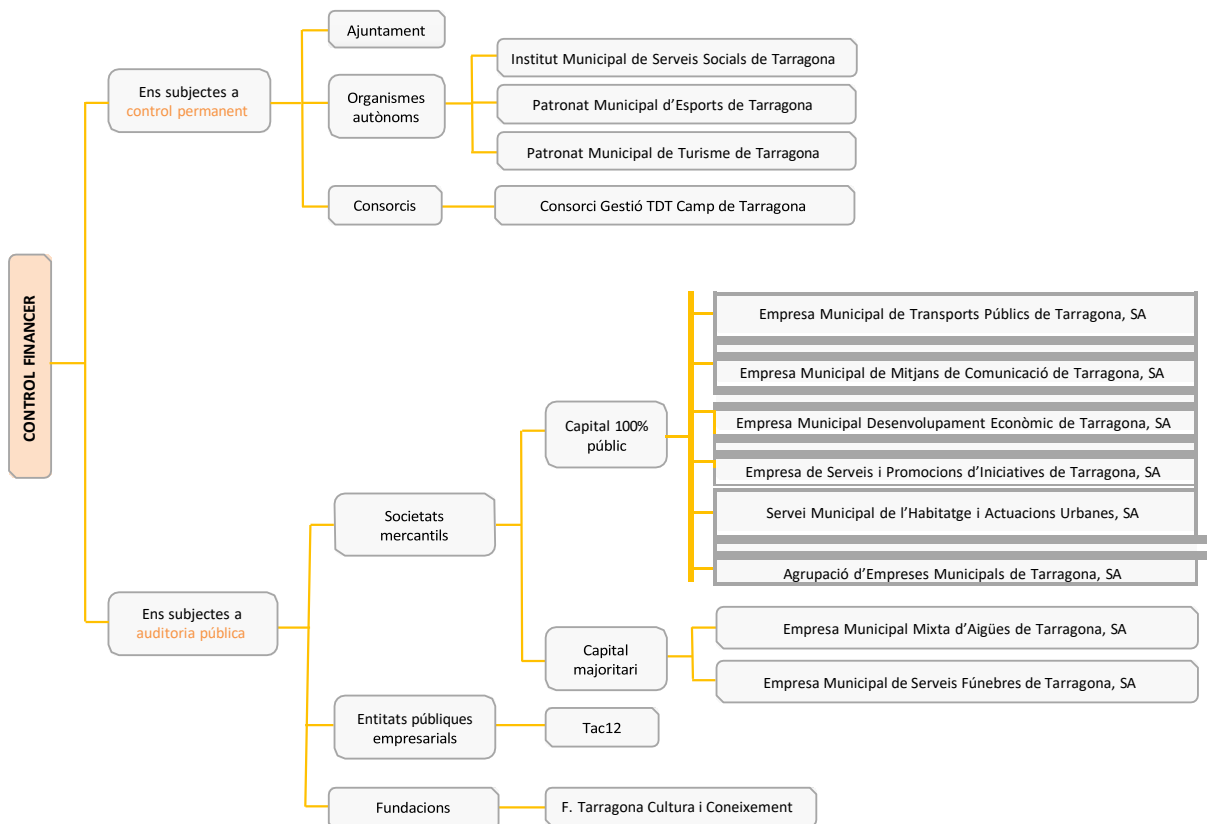 CONTROL FINANCER
Ens subjectes a
control permanent
Ajuntament
Organismes
autònoms
Institut Municipal de Serveis Socials de Tarragona
Patronat Municipal d'Esports de Tarragona
Patronat Municipal de Turisme de Tarragona
Consorcis
Consorci Gestió TDT Camp de Tarragona
Ens subjectes a
auditoria pública
Societats
mercantils
Capital 100%
públic
Empresa Municipal de Transports Públics de Tarragona, SA
Empresa Municipal de Mitjans de Comunicació de Tarragona, SA
Empresa Municipal Desenvolupament Econòmic de Tarragona, SA
Empresa de Serveis i Promocions d'Iniciatives de Tarragona, SA
Servei Municipal de l'Habitatge i Actuacions Urbanes, SA
Agrupació d'Empreses Municipals de Tarragona, SA
Capital
majoritari
Empresa Municipal Mixta d'Aigües de Tarragona, SA
Empresa Municipal de Serveis Fúnebres de Tarragona, SA
Entitats públiques
empresarials
Tac12
Fundacions
F. Tarragona Cultura i Coneixement